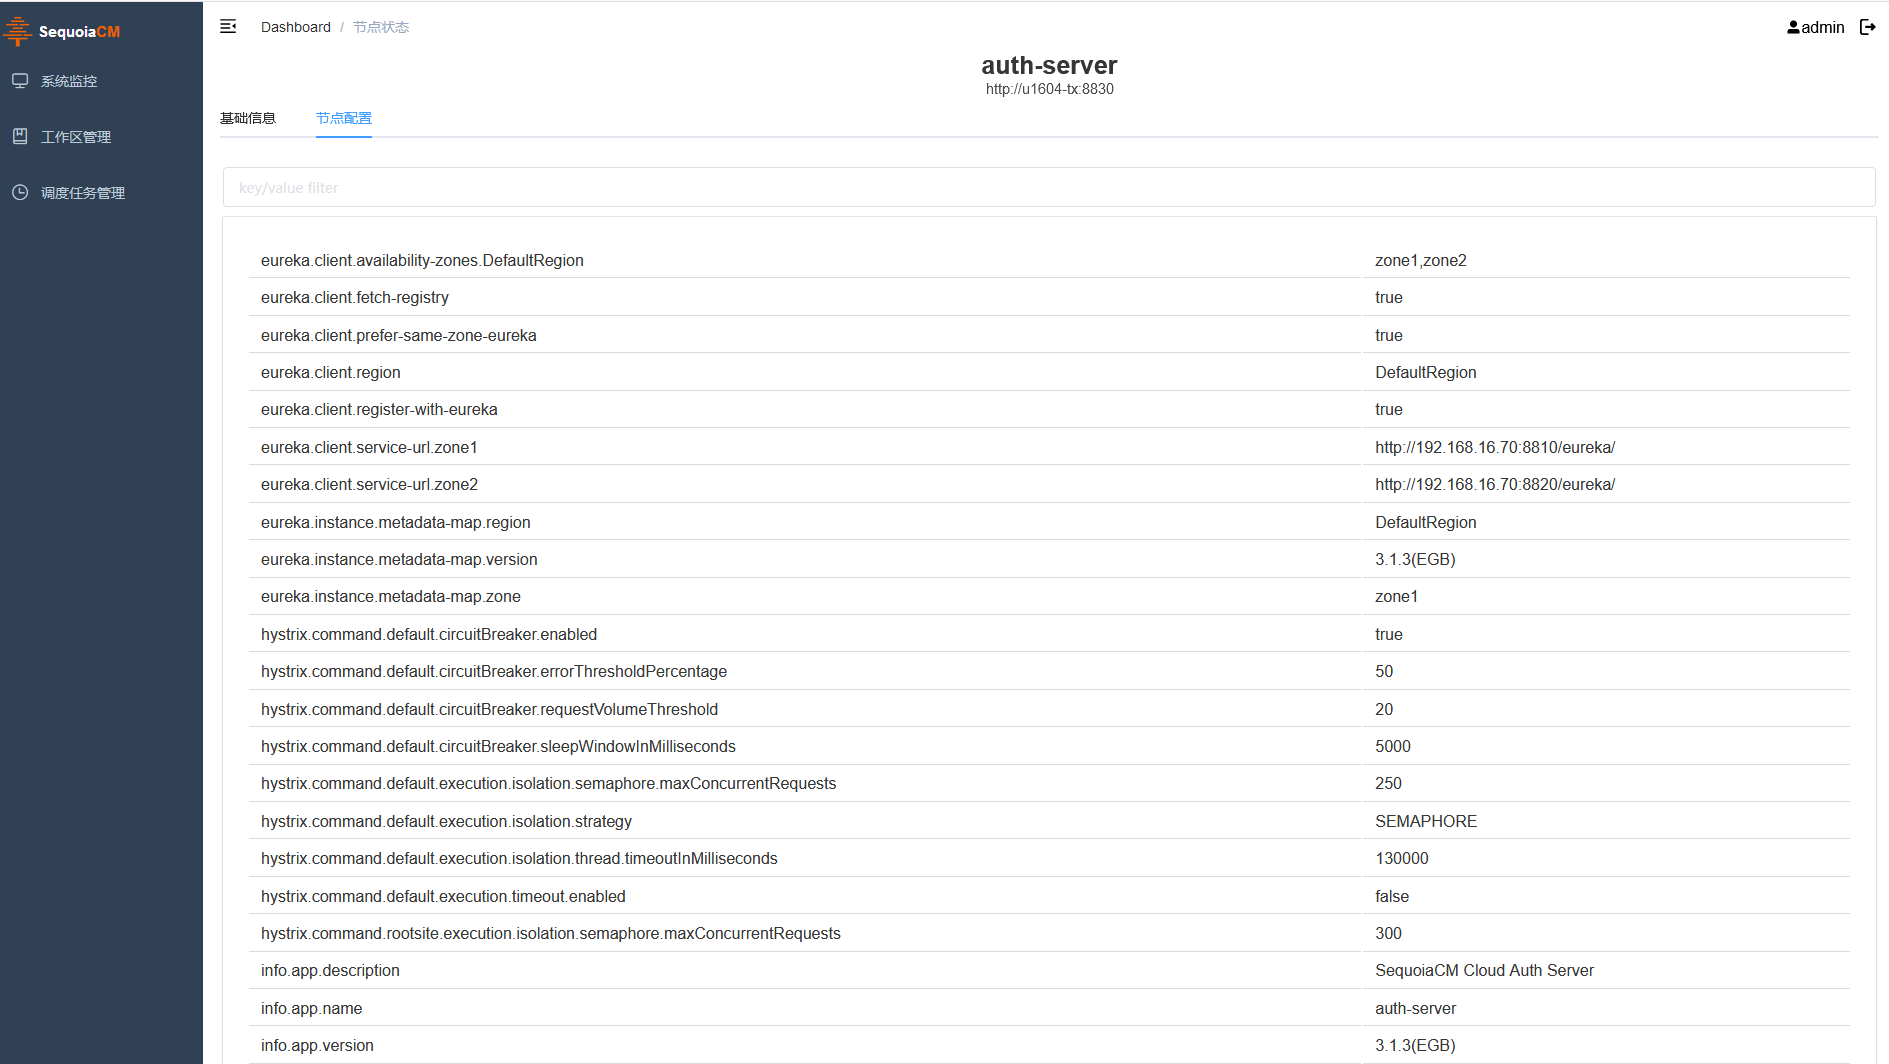 SequoiaCM
系统监控
工作区管理
调度任务管理
Dashboard / 节点状态
admin
auth-server
http://u1604-tx:8830
基础信息 节点配置
key/value filter
eureka.client.availability-zones.DefaultRegion zone1,zone2
eureka.client.fetch-registry true
eureka.client.prefer-same-zone-eureka true
eureka.client.region DefaultRegion
eureka.client.register-with-eureka true
eureka.client.service-url.zone1 http://192.168.16.70:8810/eureka/
eureka.client.service-url.zone2 http://192.168.16.70:8820/eureka/
eureka.instance.metadata-map.region DefaultRegion
eureka.instance.metadata-map.version 3.1.3(EGB)
eureka.instance.metadata-map.zone zone1
hystrix.command.default.circuitBreaker.enabled true
hystrix.command.default.circuitBreaker.errorThresholdPercentage 50
hystrix.command.default.circuitBreaker.requestVolumeThreshold 20
hystrix.command.default.circuitBreaker.sleepWindowInMilliseconds 5000
hystrix.command.default.execution.isolation.semaphore.maxConcurrentRequests 250
hystrix.command.default.execution.isolation.strategy SEMAPHORE
hystrix.command.default.execution.isolation.thread.timeoutInMilliseconds 130000
hystrix.command.default.execution.timeout.enabled false
hystrix.command.rootsite.execution.isolation.semaphore.maxConcurrentRequests 300
info.app.description SequoiaCM Cloud Auth Server
info.app.name auth-server
info.app.version 3.1.3(EGB)